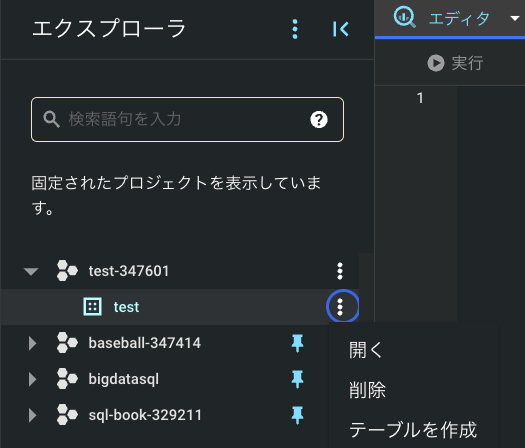 エクスプローラ
エディタ
実行
検索語句を入力
?
1
固定されたプロジェクトを表示していま
す。
test-347601
test
baseball-347414
bigdatasql
sql-book-329211
開く
削除
テーブルを作成